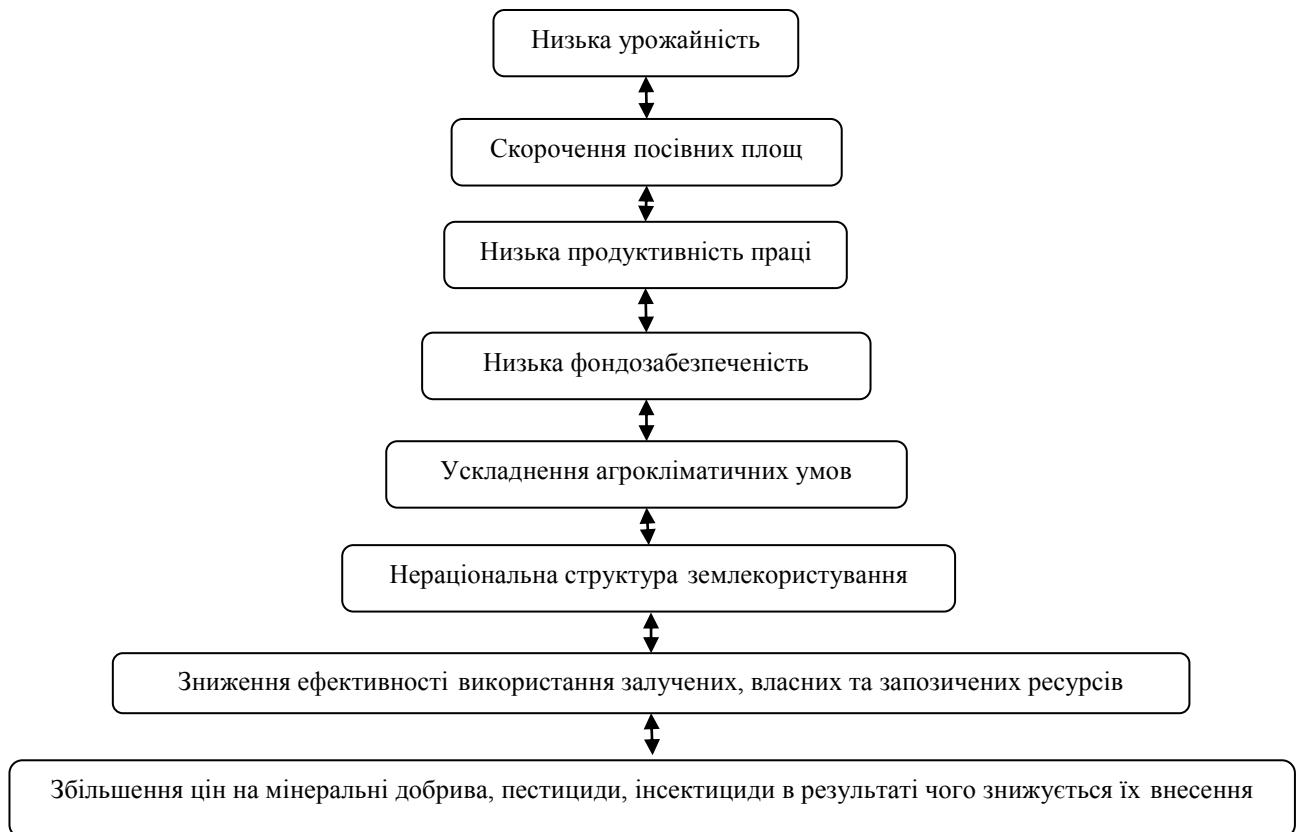 Низька урожайність
Скорочення посівних площ
Низька продуктивність праці
Низька фондозабезпеченість
Ускладнення агрокліматичних умов
Нераціональна структура землекористування
Зниження ефективності використання залучених, власних та запозичених ресурсів
Збільшення цін на мінеральні добрива, пестициди, інсектициди в результаті чого знижується їх внесення